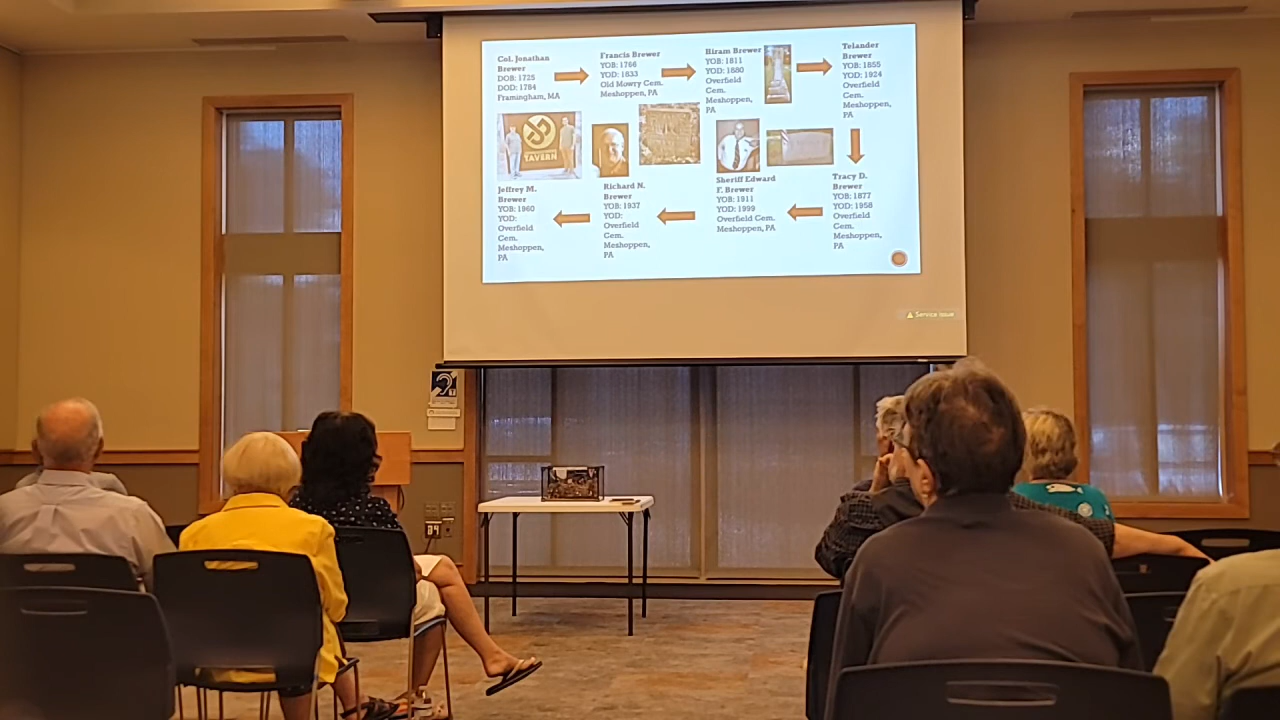 Col. Jonathan
Brewer
DOB: 1725
DOD: 1784
Framingham, MA
Francis Brewer
YOB: 1766
YOD: 1833
Old Mowry Cem.
Meshoppen, PA
Hiram Brewer
YOB: 1811
YOD: 1880
Overfield
Cem.
Meshoppen,
PA
Telander
Brewer
YOB: 1855
YOD: 1924
Overfield
Cem.
Meshoppen,
PA
Tracy D.
Brewer
YOB: 1877
YOD: 1958
Overfield
Cem.
Meshoppen,
PA
Sheriff Edward
F. Brewer
YOB: 1911
YOD: 1999
Overfield Cem.
Meshoppen, PA
Richard N.
Brewer
YOB: 1937
YOD:
Overfield
Cem.
Meshoppen,
PA
TAVERN
Jeffrey M.
Brewer
YOB: 1960
YOD:
Overfield
Cem.
Meshoppen,
PA
Service issue